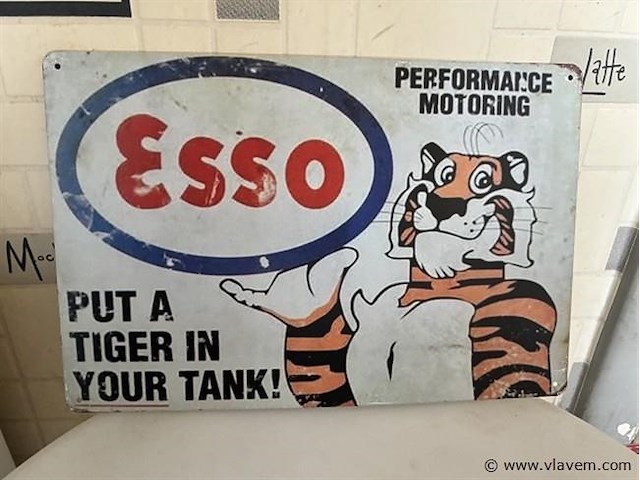 Esso
PERFORMANCE
MOTORING
latte
PUT A
TIGER IN
YOUR TANK!
© www.vlavem.com